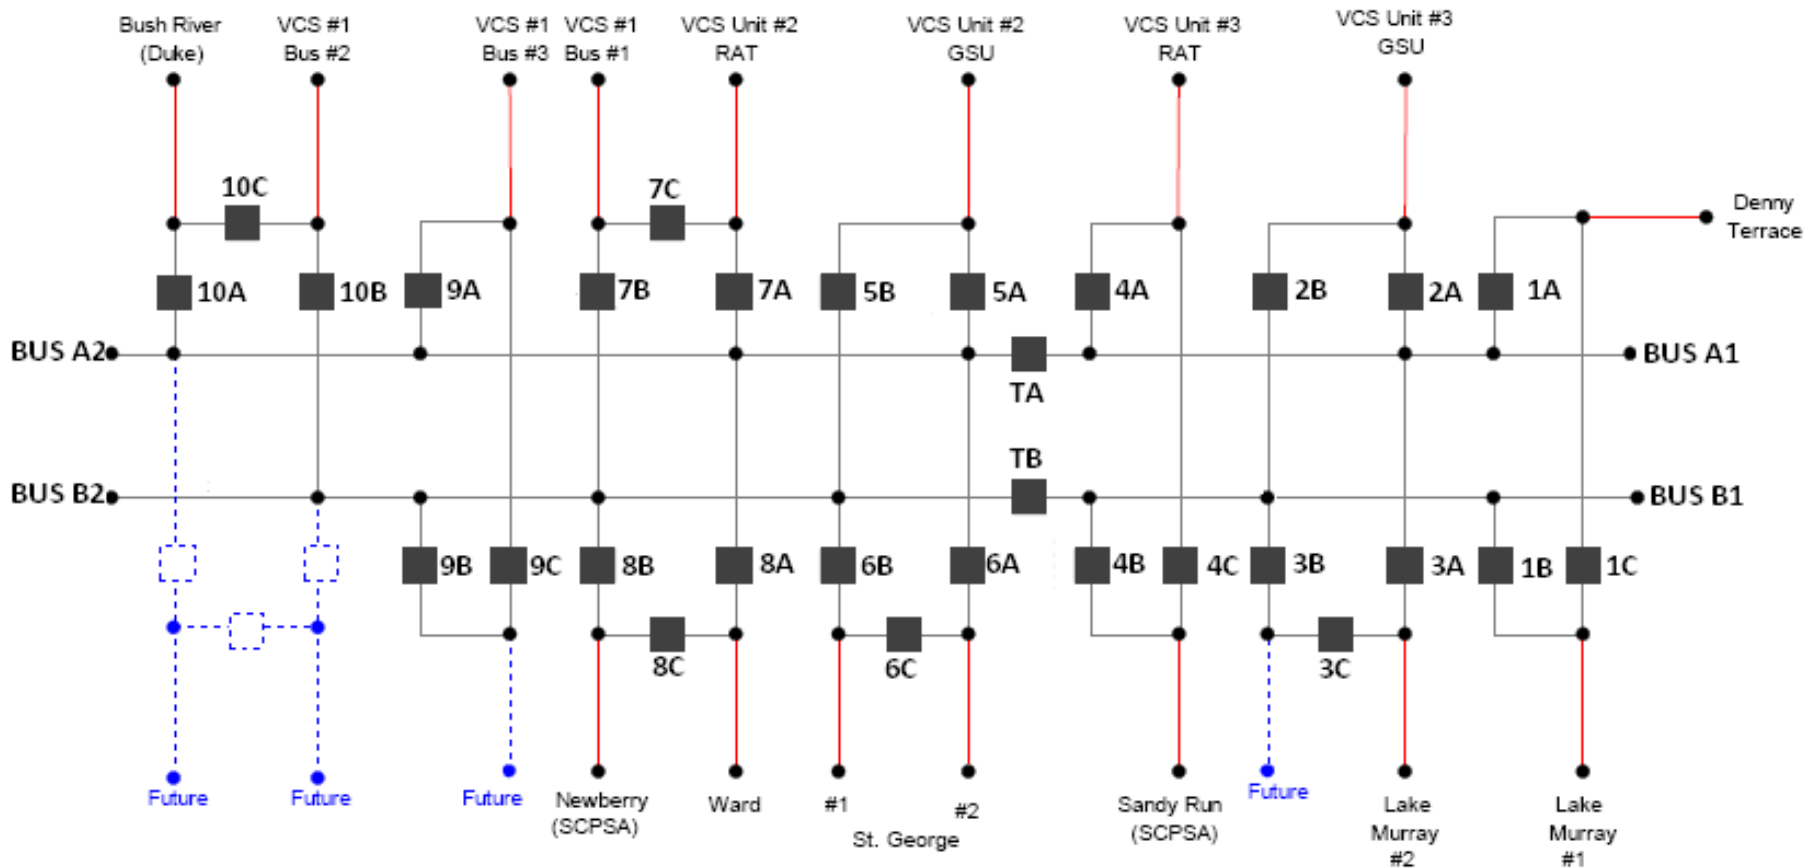 Bush River
(Duke)
VCS #1
Bus #2
VCS #1
Bus #3
VCS #1
Bus #1
VCS Unit #2
RAT
VCS Unit #2
GSU
VCS Unit #3
RAT
VCS Unit #3
GSU
10C
7C
Denny
Terrace
10A
10B
9A
7B
7A
5B
5A
4A
2B
2A
1A
BUS A2
BUS A1
TA
TB
BUS B2
BUS B1
9B
9C
8B
8A
6B
6A
4B
4C
3B
3A
1B
1C
8C
6C
3C
Future
Future
Future
Newberry
(SCPSA)
Ward
#1
#2
St. George
Sandy Run
(SCPSA)
Future
Lake
Murray
#2
Lake
Murray
#1